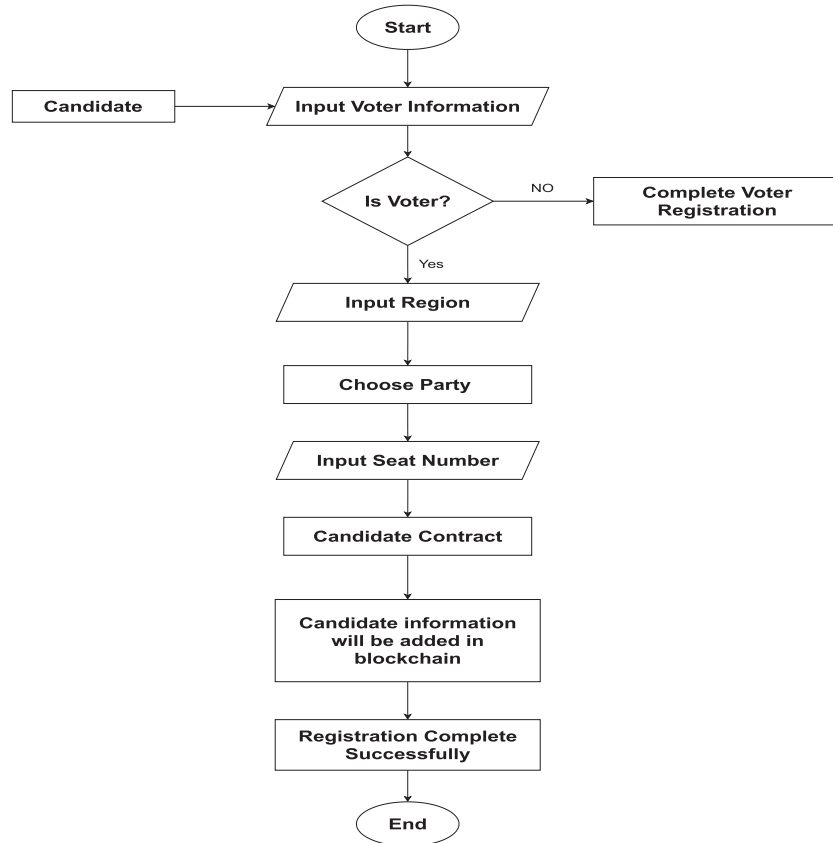 Start
Candidate
Input Voter Information
Is Voter?
NO
Complete Voter
Registration
Yes
Input Region
Choose Party
Input Seat Number
Candidate Contract
Candidate information
will be added in
blockchain
Registration Complete
Successfully
End